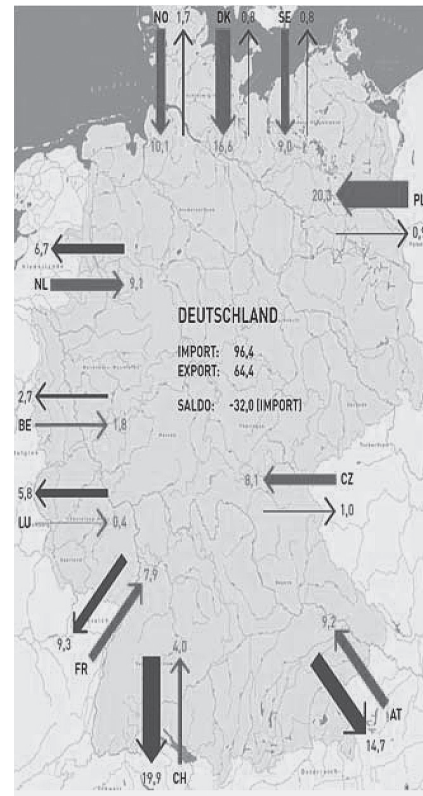 NO 1,7 DK 0,8 SE 0,8
10,1 16,6 9,0
20,3 PL
0,9
6,7
NL 9,1
DEUTSCHLAND
IMPORT: 96,4
EXPORT: 64,4
SALDO: -32,0 (IMPORT)
2,7
BE 1,8
8,1 CZ
5,8
1,0
LU 0,4
7,9
9,3
FR
4,0
9,2
AT
14,7
19,9 CH